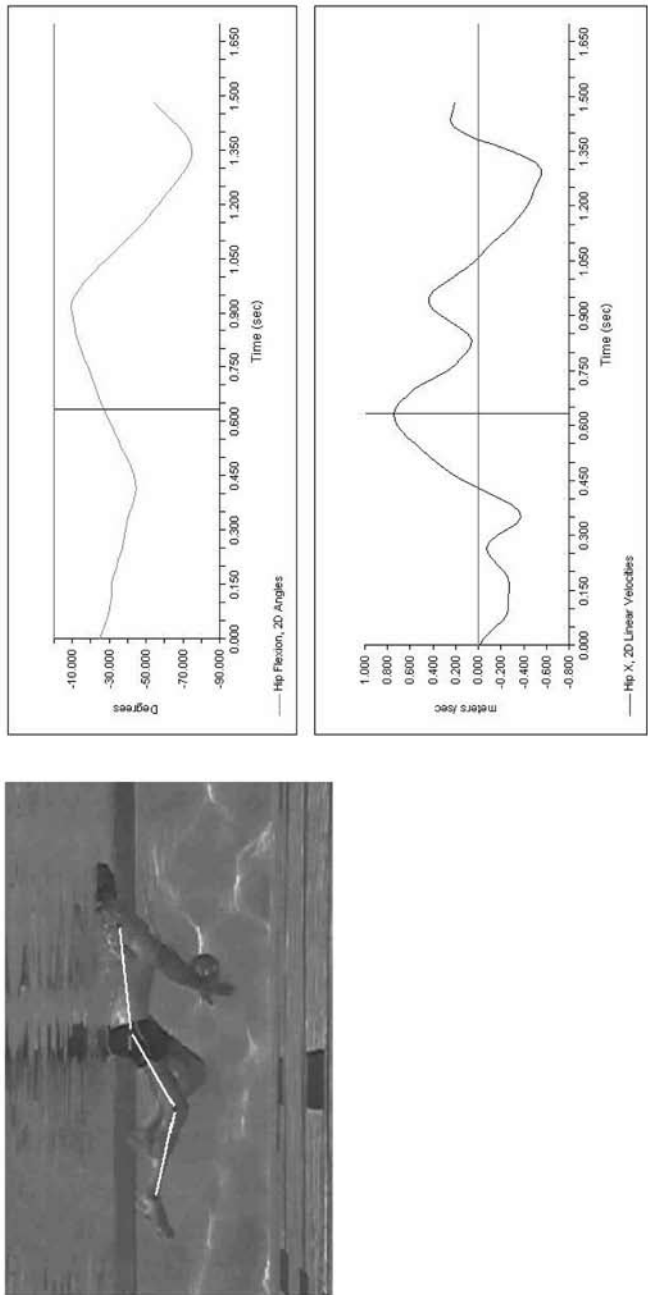 Degrees
-10.000
-30.000
-50.000
-70.000
-90.000
0.000 0.150 0.300 0.450 0.600 0.750 0.900 1.050 1.200 1.350 1.500 1.650
Time (sec)
Hip Flexion, 2D Angles
meters/sec
1.000
0.800
0.600
0.400
0.200
0.000
-0.200
-0.400
-0.600
-0.800
0.000 0.150 0.300 0.450 0.600 0.750 0.900 1.050 1.200 1.350 1.500 1.650
Time (sec)
Hip X, 2D Linear Velocities